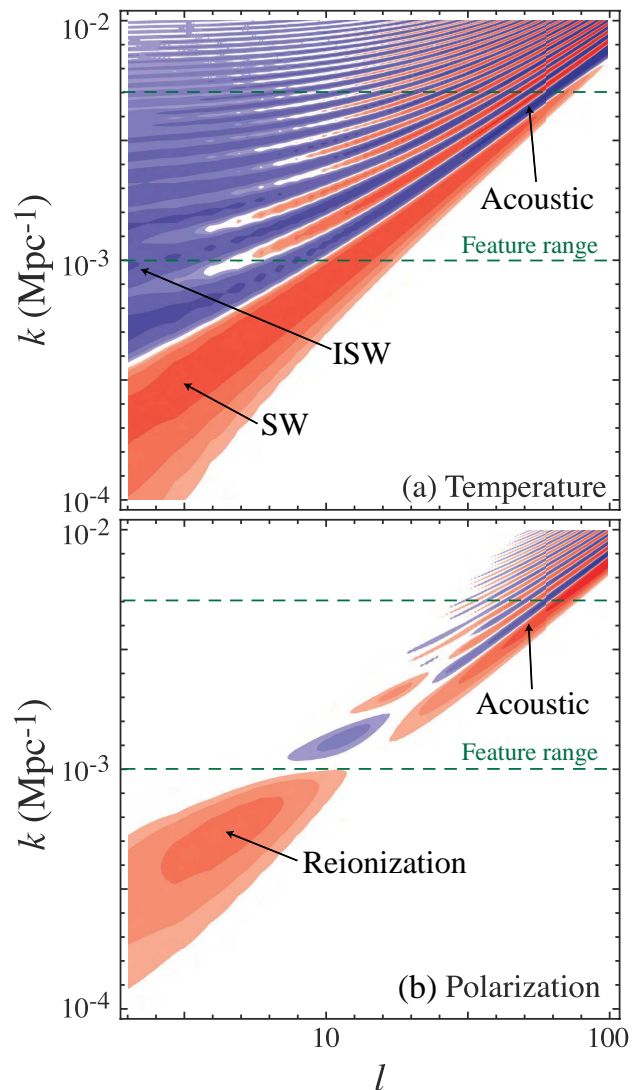 10-2
k (Mpc-1)
Acoustic
Feature range
10-3
ISW
SW
10-4
(a) Temperature
10-2
k (Mpc-1)
Acoustic
Feature range
10-3
Reionization
10-4
(b) Polarization
10
100
l